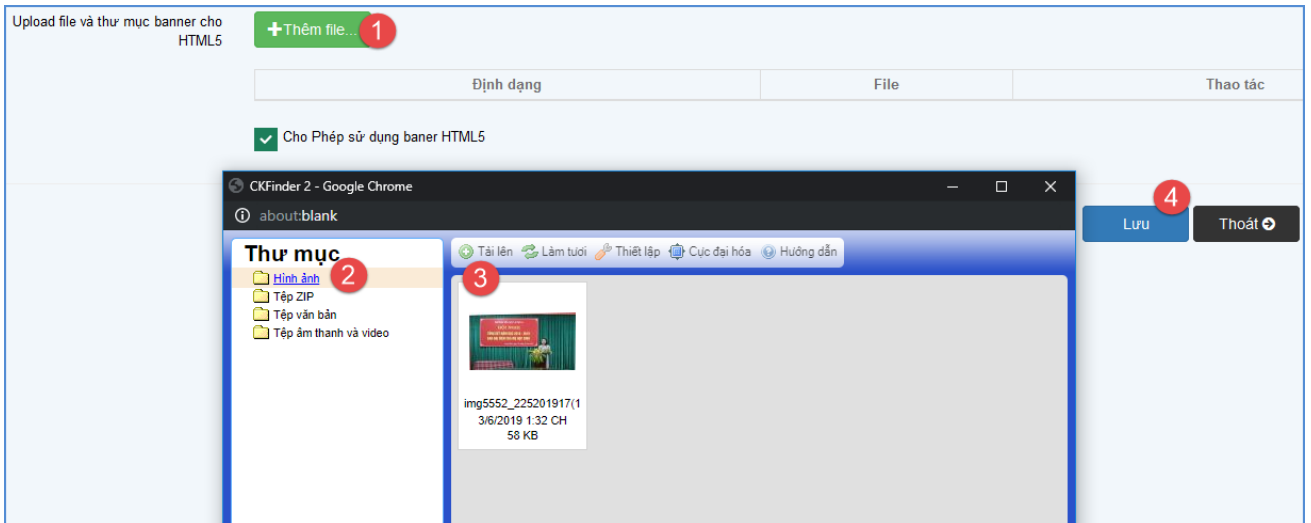 Upload file và thư mục banner cho
HTML5
Thêm file...
1
Định dạng File Thao tác
Cho Phép sử dụng baner HTML5
CKFinder 2 - Google Chrome
about:blank
4
Lưu Thoát
Thư mục
Hình ảnh
2
Tệp ZIP
Tệp văn bản
Tệp âm thanh và video
Tải lên Làm tươi Thiết lập Cực đại hóa Hướng dẫn
3
img5552_225201917(1
3/6/2019 1:32 CH
58 KB